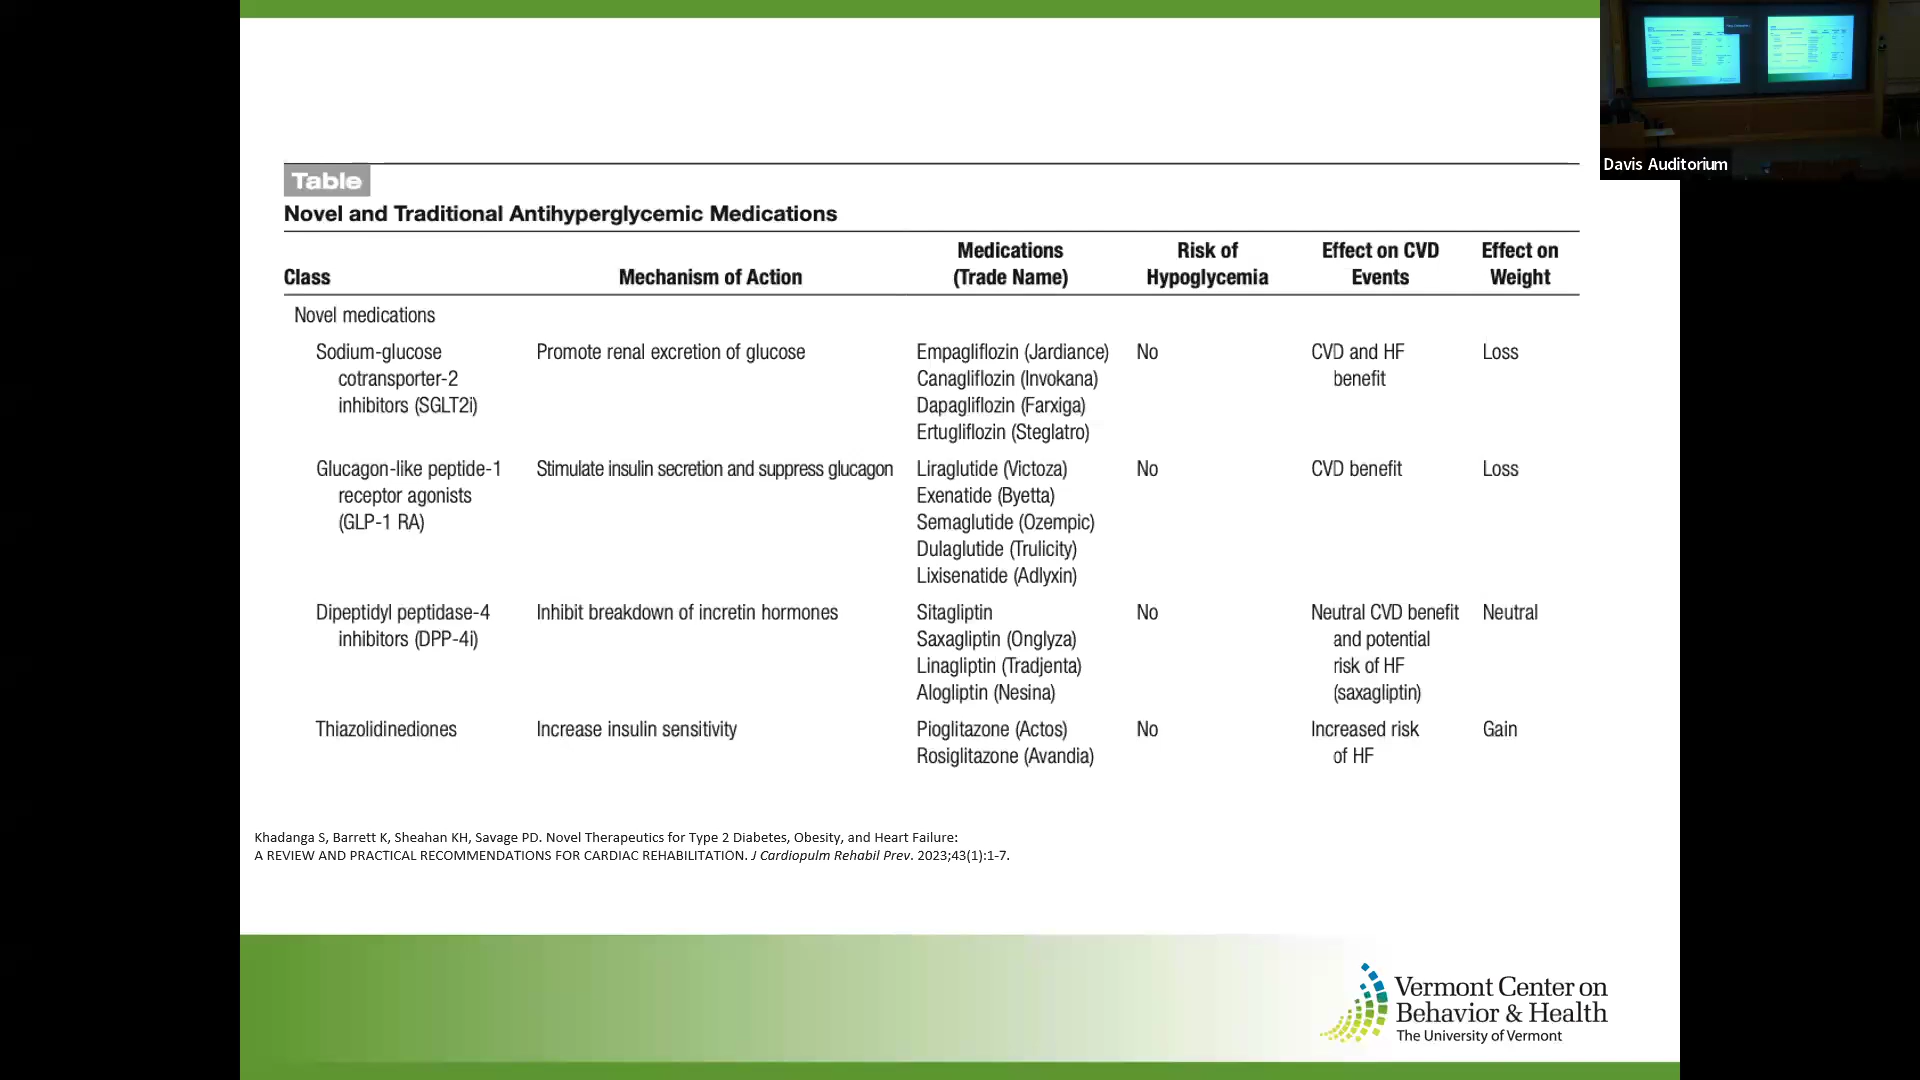 Davis Auditorium
Table
Novel and Traditional Antihyperglycemic Medications
Class Mechanism of Action Medications (Trade Name) Risk of Hypoglycemia Effect on CVD Events Effect on Weight
Novel medications
Sodium-glucose Promote renal excretion of glucose Empagliflozin (Jardiance) No CVD and HF Loss
cotransporter-2 Canagliflozin (Invokana) benefit
inhibitors (SGLT2i) Dapagliflozin (Farxiga)
Ertugliflozin (Steglatro)
Glucagon-like peptide-1 Stimulate insulin secretion and suppress glucagon Liraglutide (Victoza) No CVD benefit Loss
receptor agonists Exenatide (Byetta)
(GLP-1 RA) Semaglutide (Ozempic)
Dulaglutide (Trulicity)
Lixisenatide (Adlyxin)
Dipeptidyl peptidase-4 Inhibit breakdown of incretin hormones Sitagliptin No Neutral CVD benefit Neutral
inhibitors (DPP-4i) Saxagliptin (Onglyza) and potential
Linagliptin (Tradjenta) risk of HF
Alogliptin (Nesina) (saxagliptin)
Thiazolidinediones Increase insulin sensitivity Pioglitazone (Actos) No Increased risk Gain
Rosiglitazone (Avandia) of HF
Khadanga S, Barrett K, Sheahan KH, Savage PD. Novel Therapeutics for Type 2 Diabetes, Obesity, and Heart Failure:
A REVIEW AND PRACTICAL RECOMMENDATIONS FOR CARDIAC REHABILITATION. J Cardiopulm Rehabil Prev. 2023;43(1):1-7.
Vermont Center on
Behavior & Health
The University of Vermont